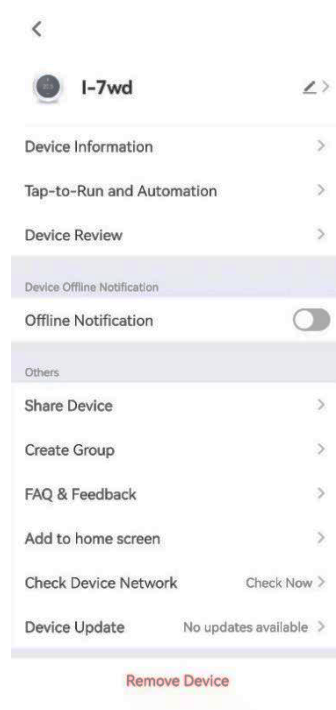 l-7wd
Device Information
Tap-to-Run and Automation
Device Review
Device Offline Notification
Offline Notification
Others
Share Device
Create Group
FAQ & Feedback
Add to home screen
Check Device Network Check Now
Device Update No updates available
Remove Device